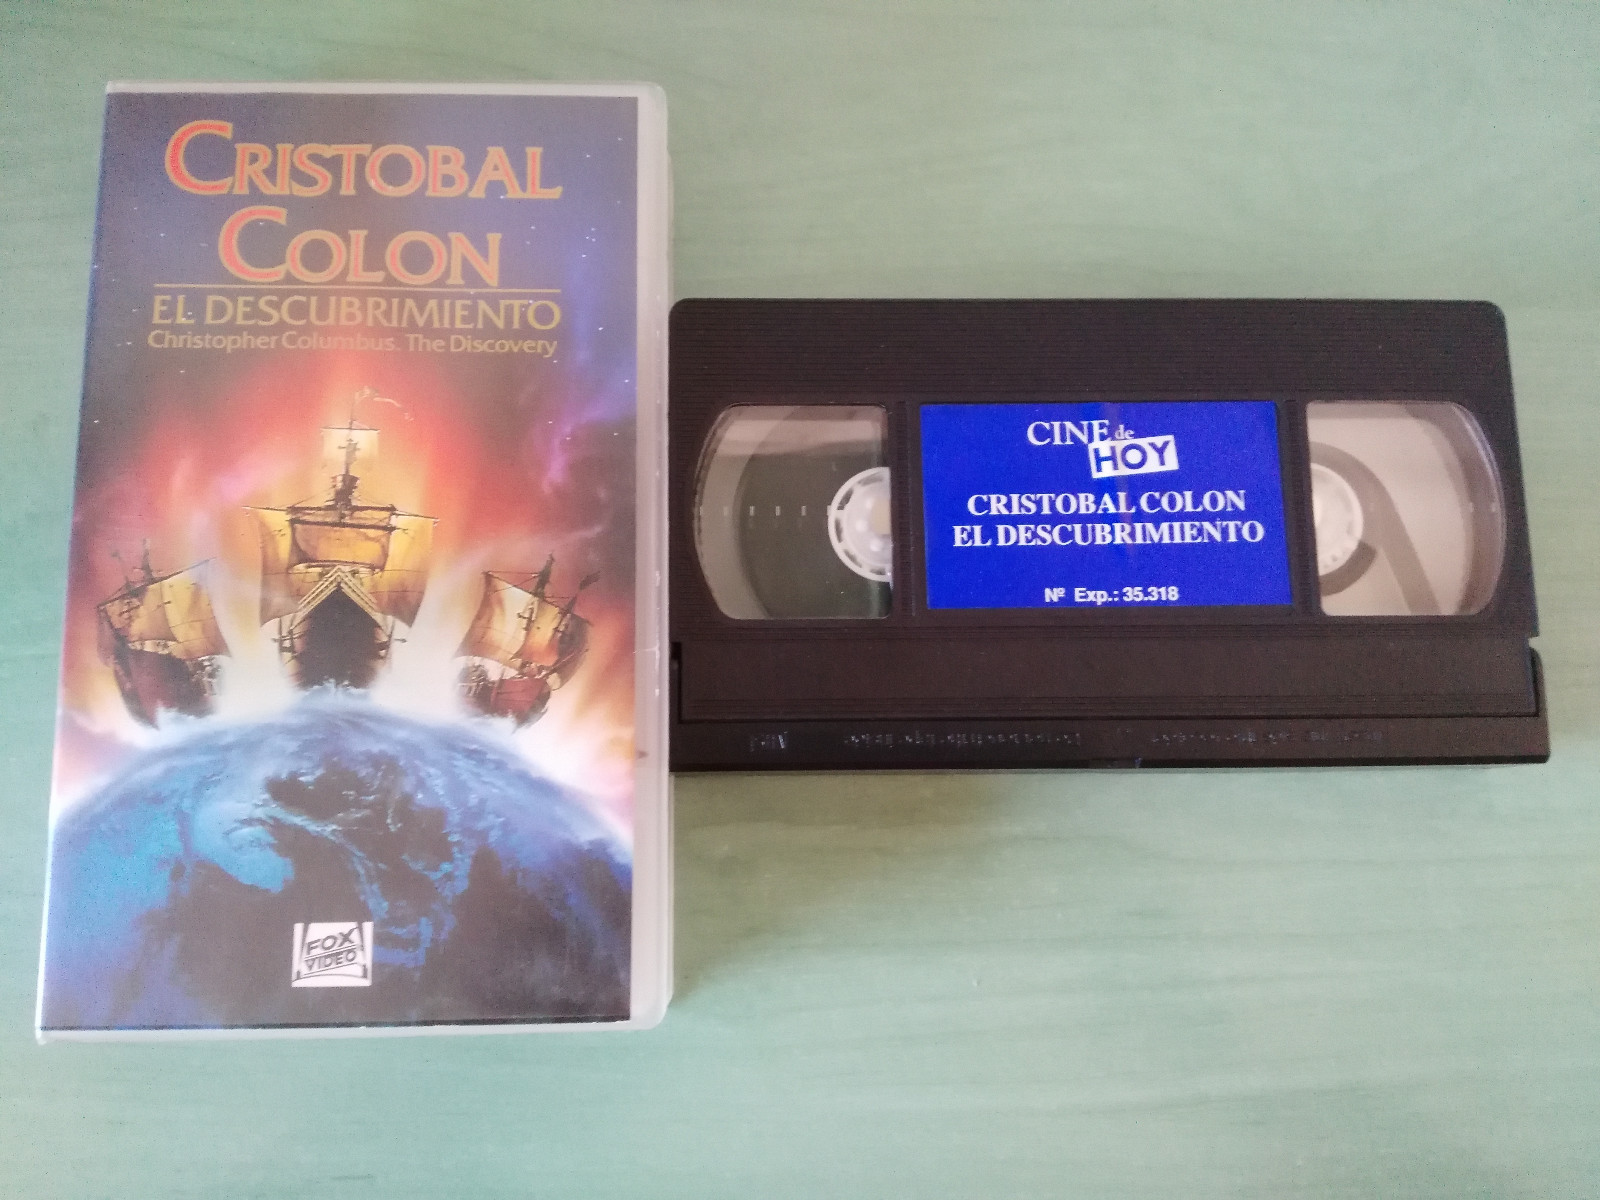 CRISTOBAL
COLON
EL DESCUBRIMIENTO
Christopher Columbus. The Discovery
FOX
VIDEO
CINE de
HOY
CRISTOBAL COLON
EL DESCUBRIMIENTO
Nº Exp.: 35.318